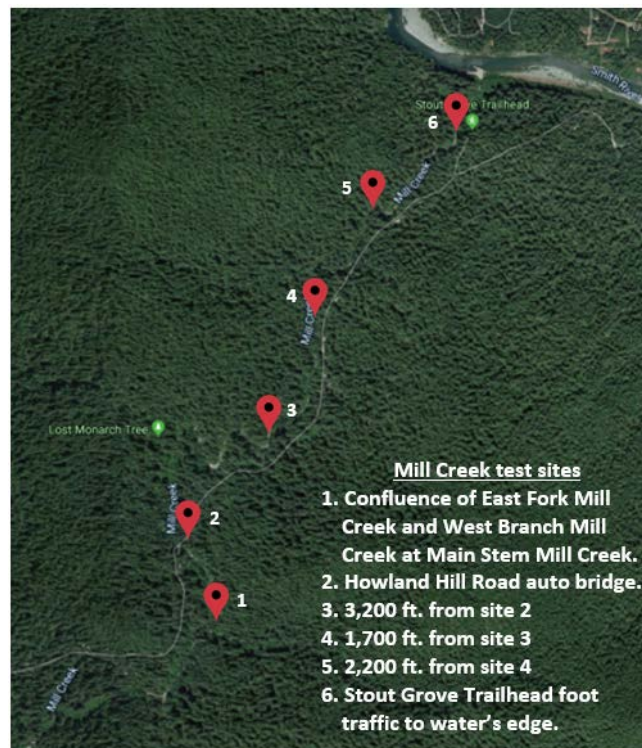 Smith River
Stout Grove Trailhead
6
5
Mill Creek
4
Mill Creek
3
Lost Monarch Tree
Mill Creek test sites
1. Confluence of East Fork Mill
Creek and West Branch Mill
Creek at Main Stem Mill Creek.
2. Howland Hill Road auto bridge.
3. 3,200 ft. from site 2
4. 1,700 ft. from site 3
5. 2,200 ft. from site 4
6. Stout Grove Trailhead foot
traffic to water's edge.
Mill Creek
2
1
Mill Creek